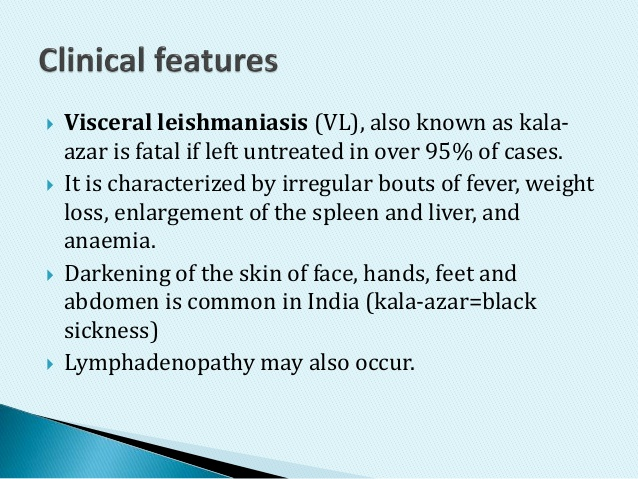 Clinical features
Visceral leishmaniasis (VL), also known as kala-
azar is fatal if left untreated in over 95% of cases.
It is characterized by irregular bouts of fever, weight
loss, enlargement of the spleen and liver, and
anaemia.
Darkening of the skin of face, hands, feet and
abdomen is common in India (kala-azar=black
sickness)
Lymphadenopathy may also occur.